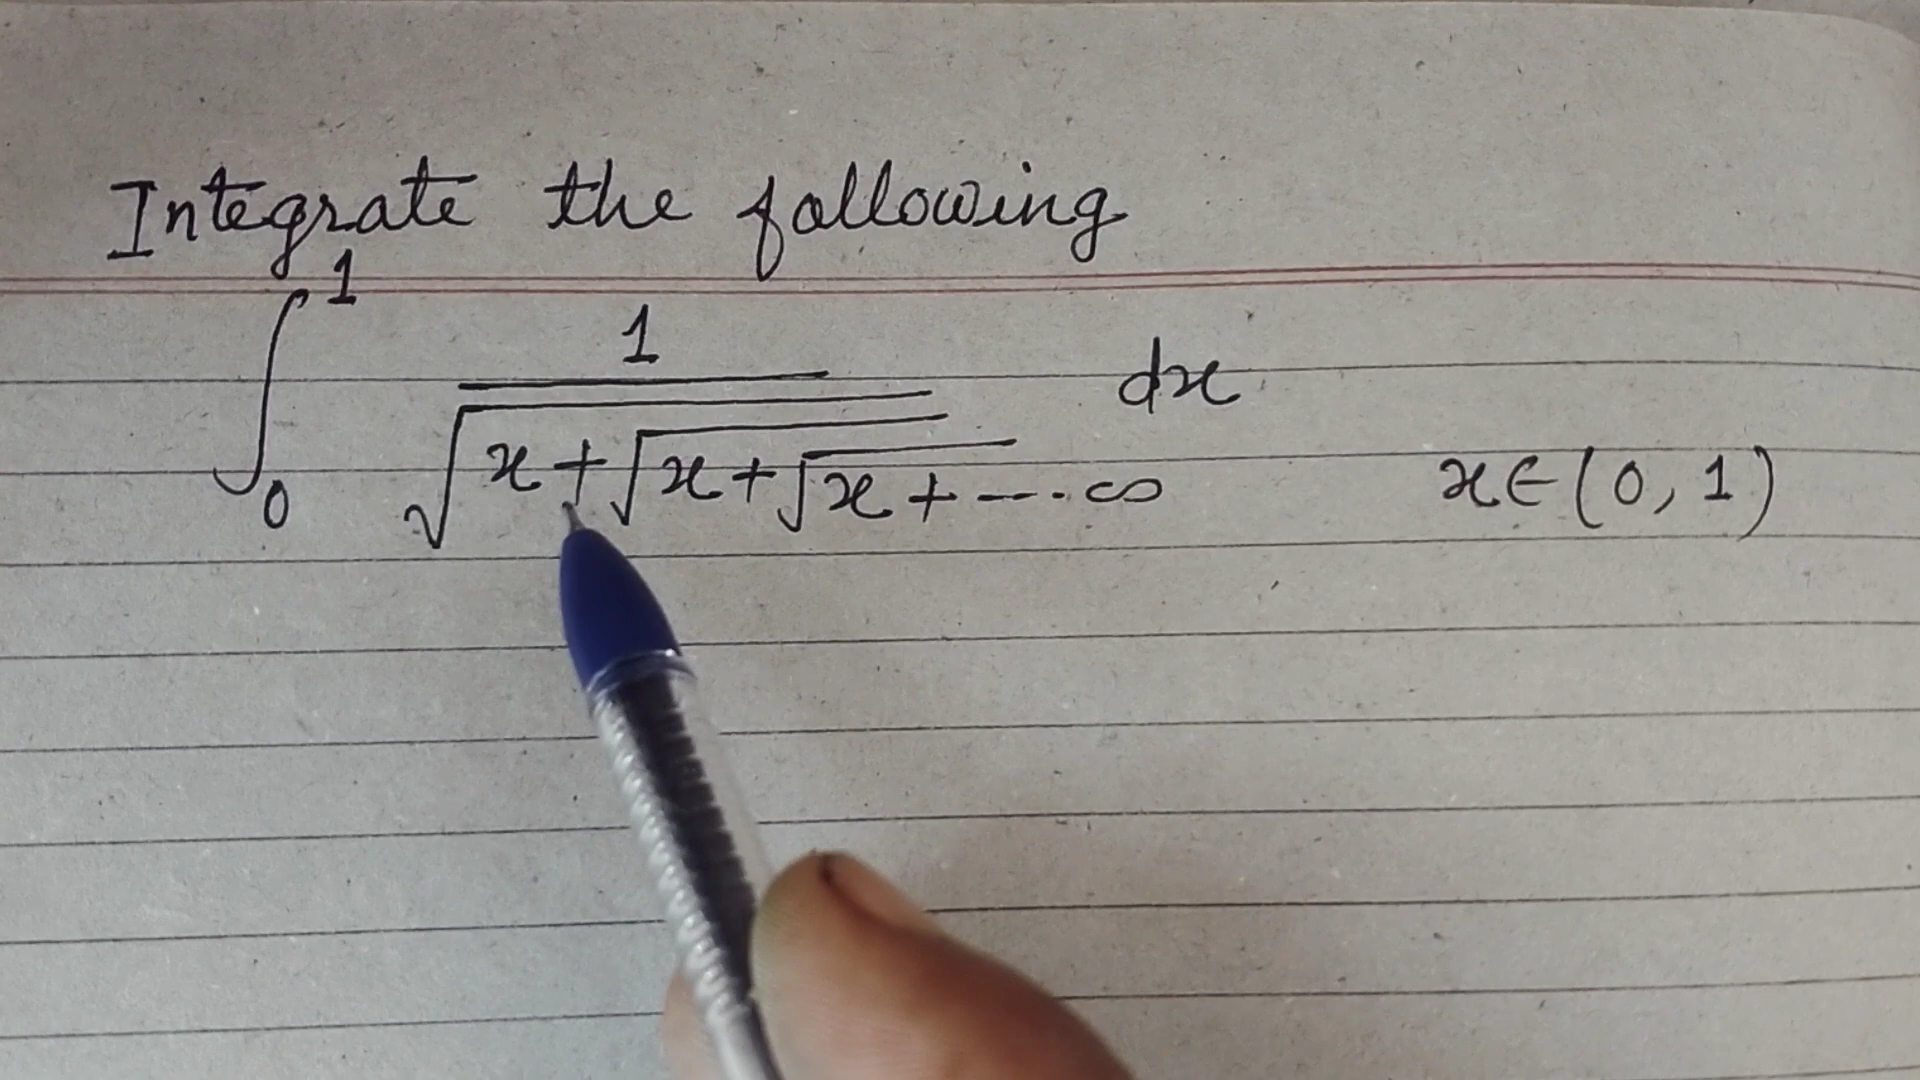 Integrate the following
∫₀¹ 1/√(x+√(x+√(x+---.∞ dx x∈(0,1)